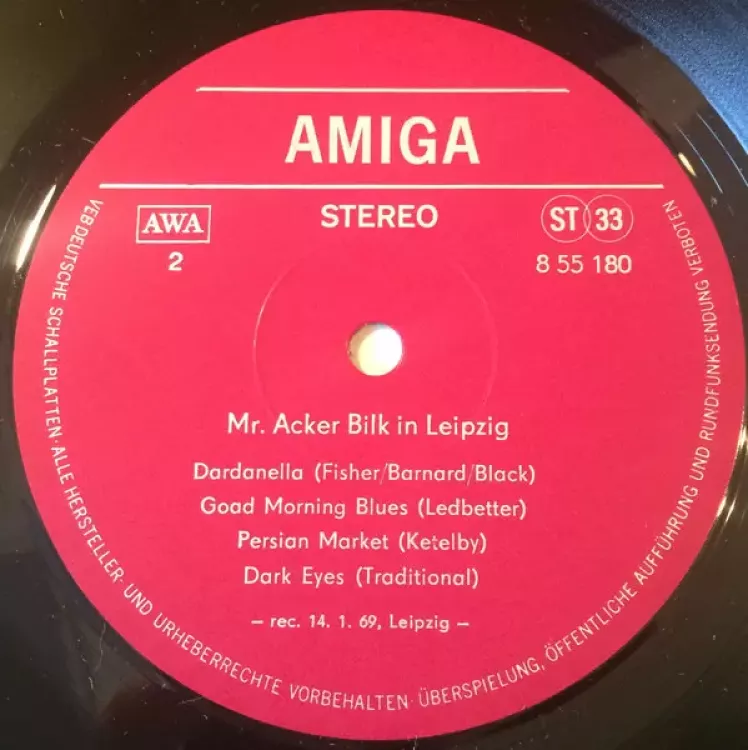 AMIGA
AWA
STEREO
ST 33
2
8 55 180
Mr. Acker Bilk in Leipzig
Dardanella (Fisher/Barnard/Black)
Goad Morning Blues (Ledbetter)
Persian Market (Ketelby)
Dark Eyes (Traditional)
— rec. 14. 1. 69, Leipzig —
VEB DEUTSCHE SCHALLPLATTEN · ALLE HERSTELLER- UND URHEBERRECHTE VORBEHALTEN · ÜBERSPIELUNG, ÖFFENTLICHE AUFFÜHRUNG UND RUNDFUNKSENDUNG VERBOTEN